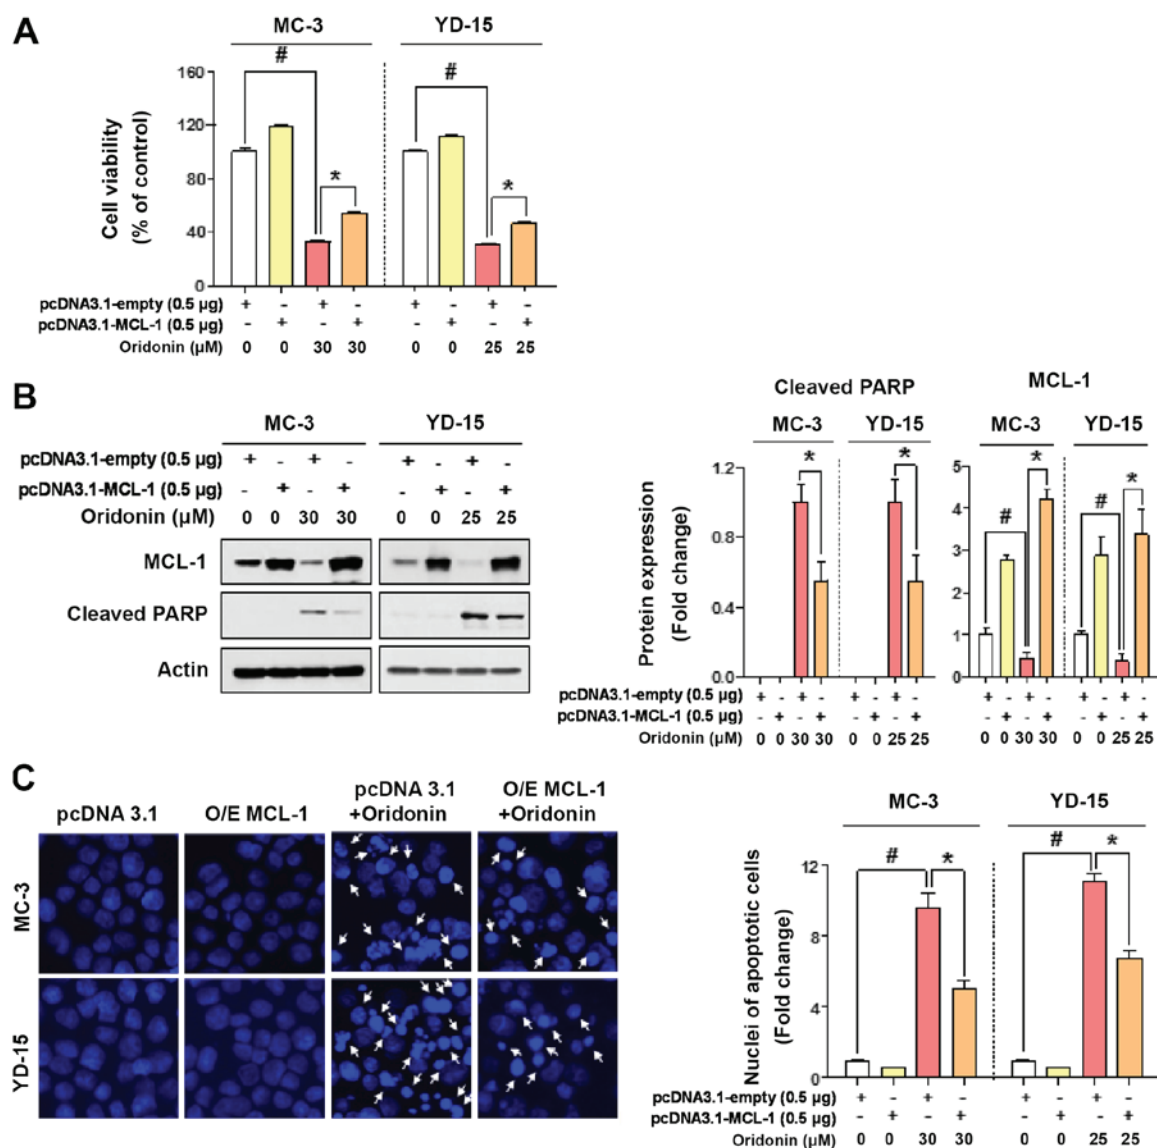 A
MC-3
YD-15
#
#
*
*
Cell viability
(% of control)
160
120
80
40
0
pcDNA3.1-empty (0.5 µg) + - + - + - + -
pcDNA3.1-MCL-1 (0.5 µg) - + - + - + - +
Oridonin (µM) 0 0 30 30 0 0 25 25
B
MC-3 YD-15
pcDNA3.1-empty (0.5 µg) + - + - + - + -
pcDNA3.1-MCL-1 (0.5 µg) - + - + - + - +
Oridonin (µM) 0 0 30 30 0 0 25 25
MCL-1
Cleaved PARP
Actin
Cleaved PARP
MC-3 YD-15
* *
Protein expression
(Fold change)
1.2
0.8
0.4
0.0
MCL-1
MC-3 YD-15
# * # *
5
4
3
2
1
0
pcDNA3.1-empty (0.5 µg) + - + - + - + - + - + - + - + -
pcDNA3.1-MCL-1 (0.5 µg) - + - + - + - + - + - + - + - +
Oridonin (µM) 0 0 30 30 0 0 25 25 0 0 30 30 0 0 25 25
C
pcDNA 3.1
O/E MCL-1
pcDNA 3.1
+Oridonin
O/E MCL-1
+Oridonin
MC-3
YD-15
MC-3 YD-15
# * # *
Nuclei of apoptotic cells
(Fold change)
12
8
4
0
pcDNA3.1-empty (0.5 µg) + - + - + - + -
pcDNA3.1-MCL-1 (0.5 µg) - + - + - + - +
Oridonin (µM) 0 0 30 30 0 0 25 25